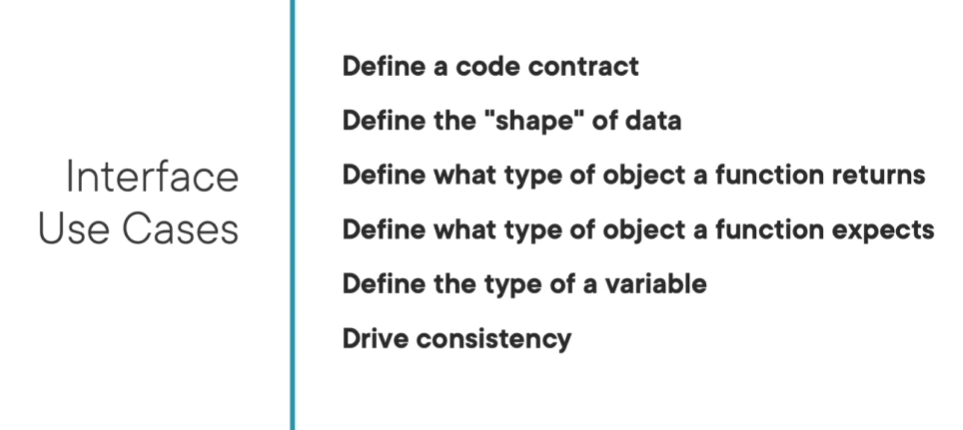 Interface
Use Cases
Define a code contract
Define the "shape" of data
Define what type of object a function returns
Define what type of object a function expects
Define the type of a variable
Drive consistency